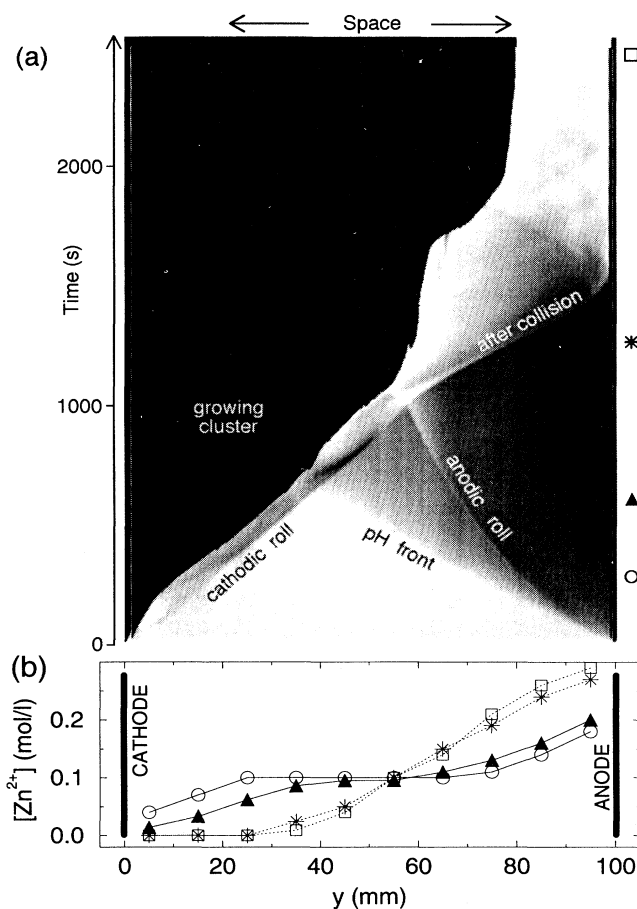 Space
(a)
2000
Time (s)
after collision
1000
growing
cluster
anodic roll
cathodic roll
pH front
0
(b)
[Zn²⁺] (mol/l)
0.2
0.1
0.0
CATHODE
ANODE
0 20 40 60 80 100
y (mm)